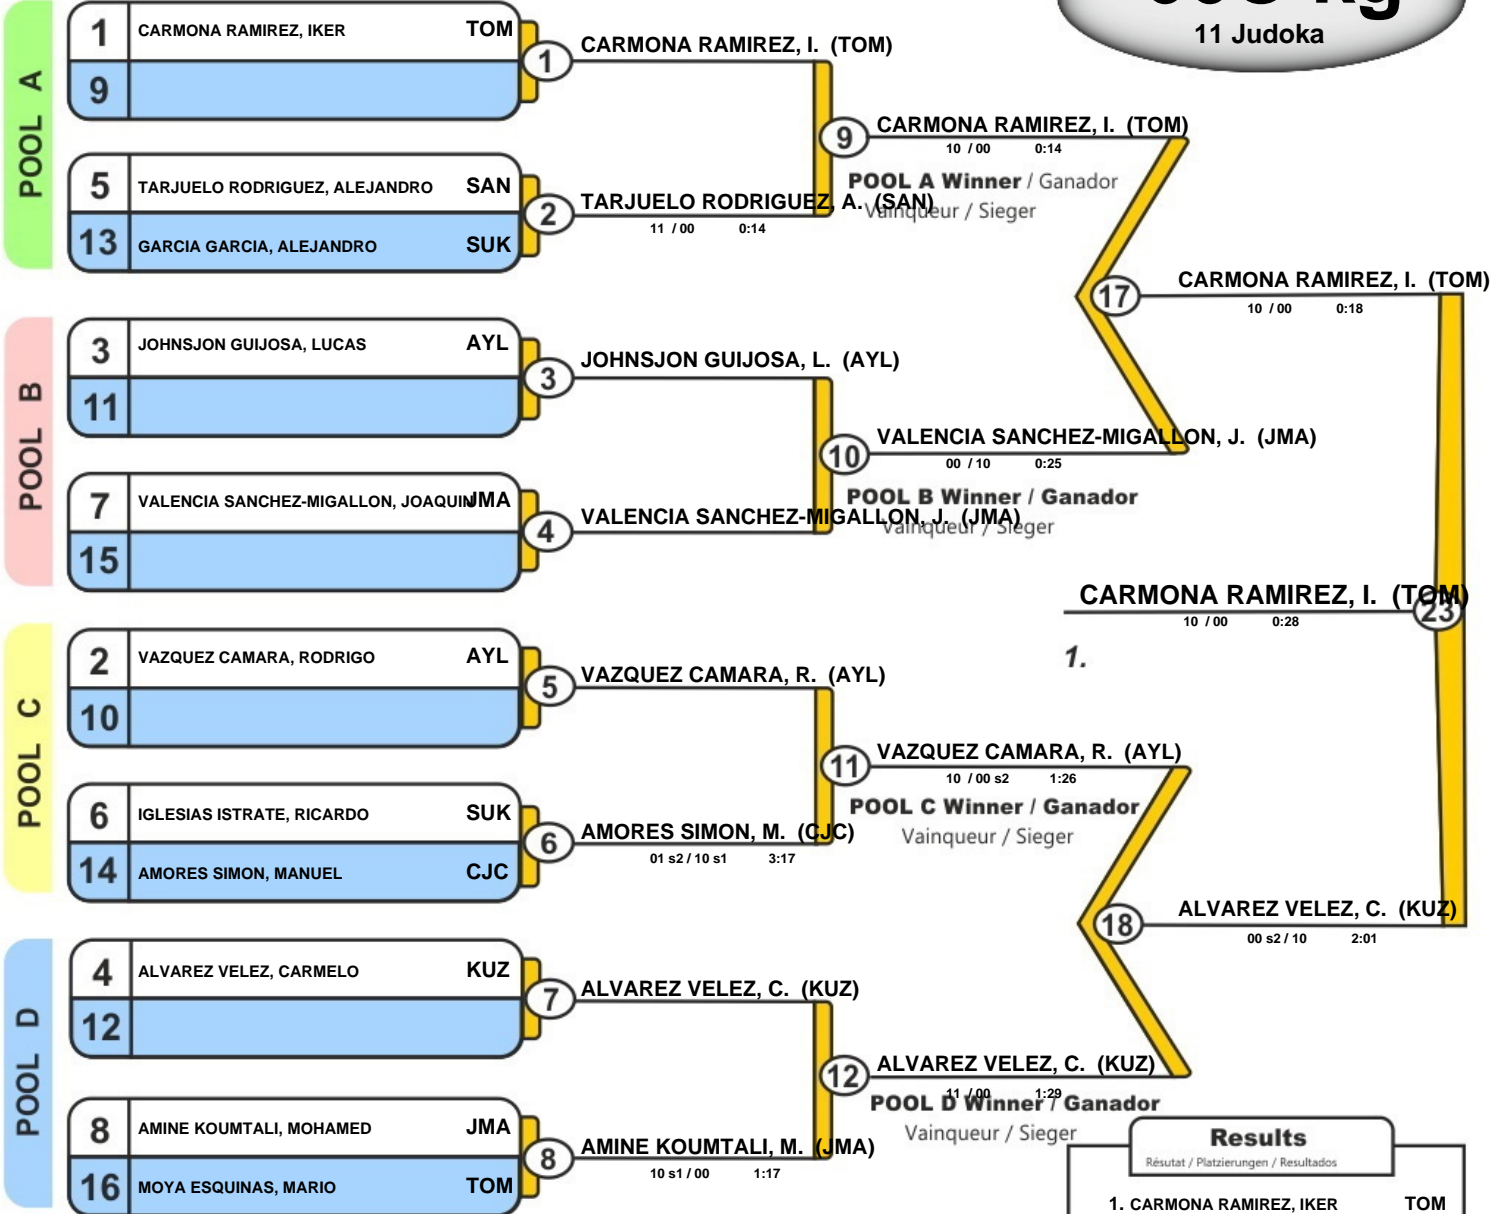 11 Judoka
POOL A
1 CARMONA RAMIREZ, IKER TOM
9
1
CARMONA RAMIREZ, I. (TOM)
5 TARJUELO RODRIGUEZ, ALEJANDRO SAN
13 GARCIA GARCIA, ALEJANDRO SUK
2
TARJUELO RODRIGUEZ, A. (SAN)
11 / 00 0:14
9
CARMONA RAMIREZ, I. (TOM)
10 / 00 0:14
POOL A Winner / Ganador
Vainqueur / Sieger
POOL B
3 JOHNSJON GUIJOSA, LUCAS AYL
11
3
JOHNSJON GUIJOSA, L. (AYL)
7 VALENCIA SANCHEZ-MIGALLON, JOAQUIN JMA
15
4
VALENCIA SANCHEZ-MIGALLON, J. (JMA)
10
VALENCIA SANCHEZ-MIGALLON, J. (JMA)
00 / 10 0:25
POOL B Winner / Ganador
Vainqueur / Sieger
17
CARMONA RAMIREZ, I. (TOM)
10 / 00 0:18
CARMONA RAMIREZ, I. (TOM)
23
10 / 00 0:28
1.
POOL C
2 VAZQUEZ CAMARA, RODRIGO AYL
10
5
VAZQUEZ CAMARA, R. (AYL)
6 IGLESIAS ISTRATE, RICARDO SUK
14 AMORES SIMON, MANUEL CJC
6
AMORES SIMON, M. (CJC)
01 s2 / 10 s1 3:17
11
VAZQUEZ CAMARA, R. (AYL)
10 / 00 s2 1:26
POOL C Winner / Ganador
Vainqueur / Sieger
POOL D
4 ALVAREZ VELEZ, CARMELO KUZ
12
7
ALVAREZ VELEZ, C. (KUZ)
8 AMINE KOUMTALI, MOHAMED JMA
16 MOYA ESQUINAS, MARIO TOM
8
AMINE KOUMTALI, M. (JMA)
10 s1 / 00 1:17
12
ALVAREZ VELEZ, C. (KUZ)
11 / 00 1:29
POOL D Winner / Ganador
Vainqueur / Sieger
18
ALVAREZ VELEZ, C. (KUZ)
00 s2 / 10 2:01
Results
Résutat / Platzierungen / Resultados
1. CARMONA RAMIREZ, IKER TOM